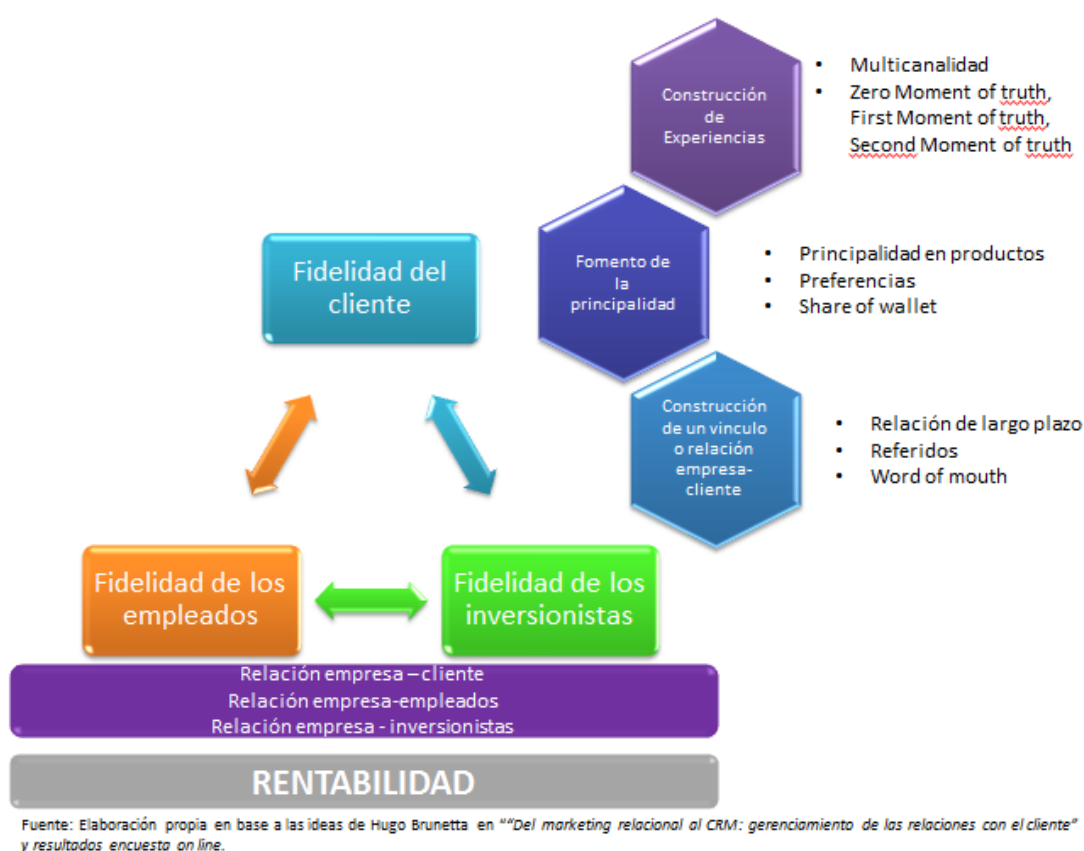 Construcción
de
Experiencias
• Multicanalidad
• Zero Moment of truth,
First Moment of truth,
Second Moment of truth
Fidelidad del
cliente
Fomento de
la
principalidad
• Principalidad en productos
• Preferencias
• Share of wallet
Construcción
de un vinculo
o relación
empresa-
cliente
• Relación de largo plazo
• Referidos
• Word of mouth
Fidelidad de los
empleados
Fidelidad de los
inversionistas
Relación empresa – cliente
Relación empresa-empleados
Relación empresa - inversionistas
RENTABILIDAD
Fuente: Elaboración propia en base a las ideas de Hugo Brunetta en "“Del marketing relacional al CRM: gerenciamiento de las relaciones con el cliente”
y resultados encuesta on line.